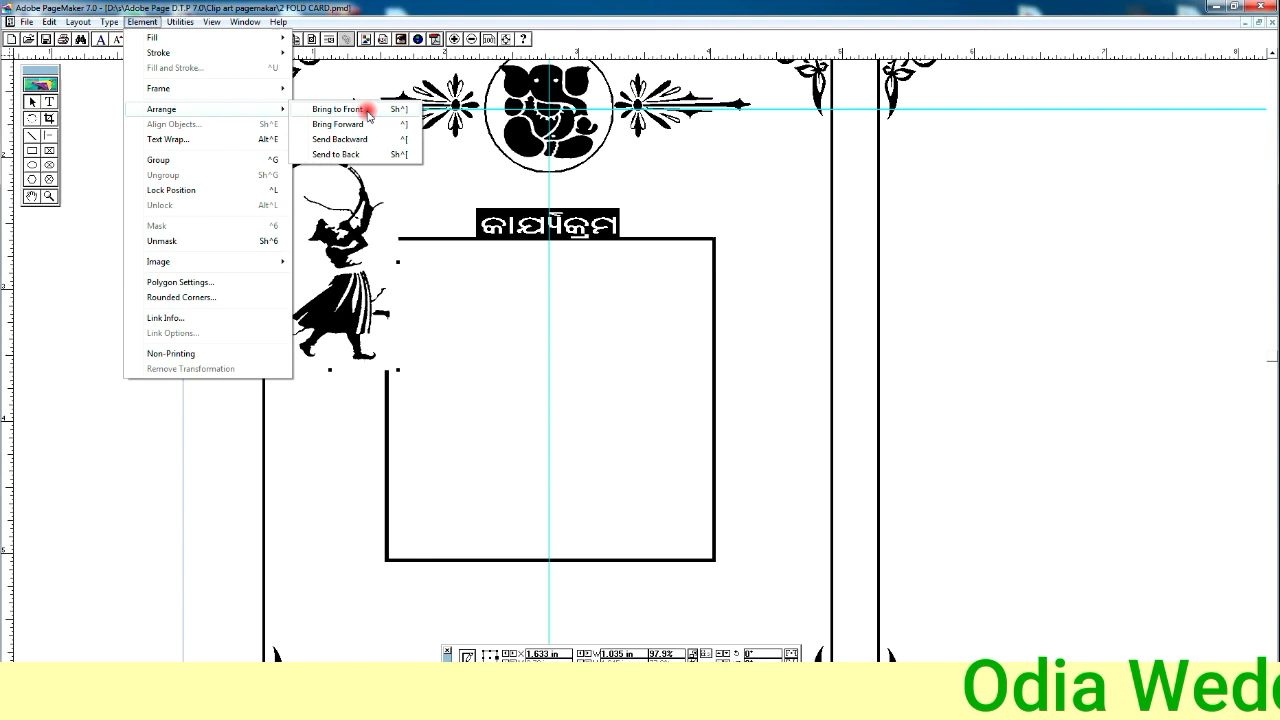 Adobe PageMaker 7.0 - [D:\s\Adobe Page D.T.P 7.0\Clip art pagemakar\2 FOLD CARD.pmd]
File Edit Layout Type Element Utilities View Window Help
Fill
Stroke
Fill and Stroke... ^U
Frame
Arrange
Align Objects... Sh^E
Text Wrap... Alt^E
Group ^G
Ungroup Sh^G
Lock Position ^L
Unlock Alt^L
Mask ^6
Unmask Sh^6
Image
Polygon Settings...
Rounded Corners...
Link Info...
Link Options...
Non-Printing
Remove Transformation
Bring to Front Sh^]
Bring Forward ^]
Send Backward ^[
Send to Back Sh^[
କାର୍ଯ୍ୟକ୍ରମ
X 1.633 in W 1.035 in 97.9% 0°
Odia Wedd